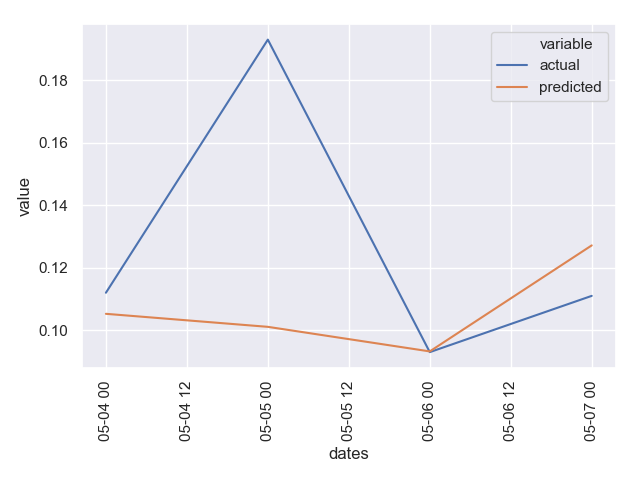 variable
actual
predicted
0.18
0.16
0.14
0.12
0.10
value
05-04 00
05-04 12
05-05 00
05-05 12
05-06 00
05-06 12
05-07 00
dates